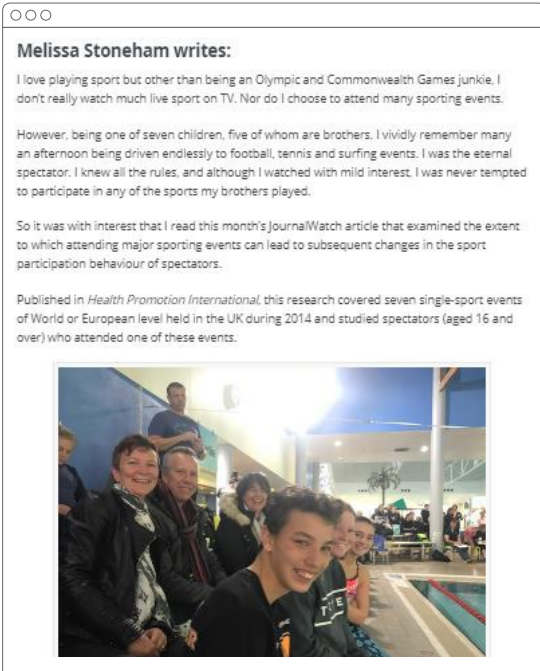 Melissa Stoneham writes:
I love playing sport but other than being an Olympic and Commonwealth Games junkie, I
don't really watch much live sport on TV. Nor do I choose to attend many sporting events.
However, being one of seven children, five of whom are brothers, I vividly remember many
an afternoon being driven endlessly to football, tennis and surfing events. I was the eternal
spectator. I knew all the rules, and although I watched with mild interest, I was never tempted
to participate in any of the sports my brothers played.
So it was with interest that I read this month's JournalWatch article that examined the extent
to which attending major sporting events can lead to subsequent changes in the sport
participation behaviour of spectators.
Published in Health Promotion International, this research covered seven single-sport events
of World or European level held in the UK during 2014 and studied spectators (aged 16 and
over) who attended one of these events.